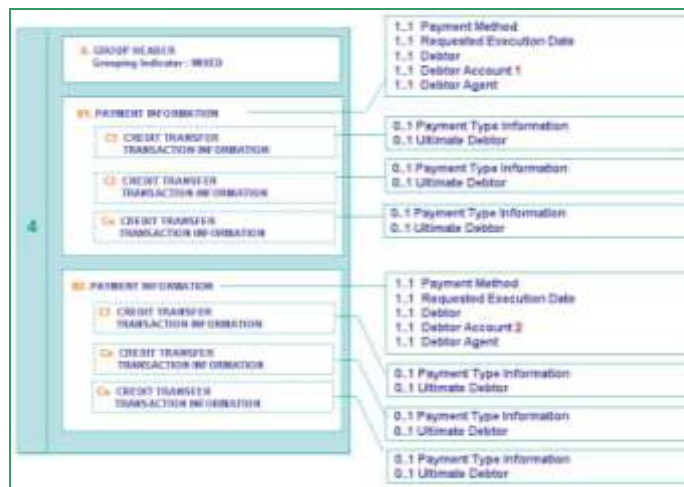 4
A. GROUP HEADER
Grouping Indicator : MIXED
B1. PAYMENT INFORMATION
C1 CREDIT TRANSFER
TRANSACTION INFORMATION
C2 CREDIT TRANSFER
TRANSACTION INFORMATION
Cn CREDIT TRANSFER
TRANSACTION INFORMATION
B2. PAYMENT INFORMATION
CREDIT TRANSFER
TRANSACTION INFORMATION
Cn CREDIT TRANSFER
TRANSACTION INFORMATION
Cn CREDIT TRANSFER
TRANSACTION INFORMATION
1..1 Payment Method
1..1 Requested Execution Date
1..1 Debtor
1..1 Debtor Account 1
1..1 Debtor Agent
0..1 Payment Type Information
0..1 Ultimate Debtor
0..1 Payment Type Information
0..1 Ultimate Debtor
0..1 Payment Type Information
0..1 Ultimate Debtor
1..1 Payment Method
1..1 Requested Execution Date
1..1 Debtor
1..1 Debtor Account 2
1..1 Debtor Agent
0..1 Payment Type Information
0..1 Ultimate Debtor
0..1 Payment Type Information
0..1 Ultimate Debtor
0..1 Payment Type Information
0..1 Ultimate Debtor